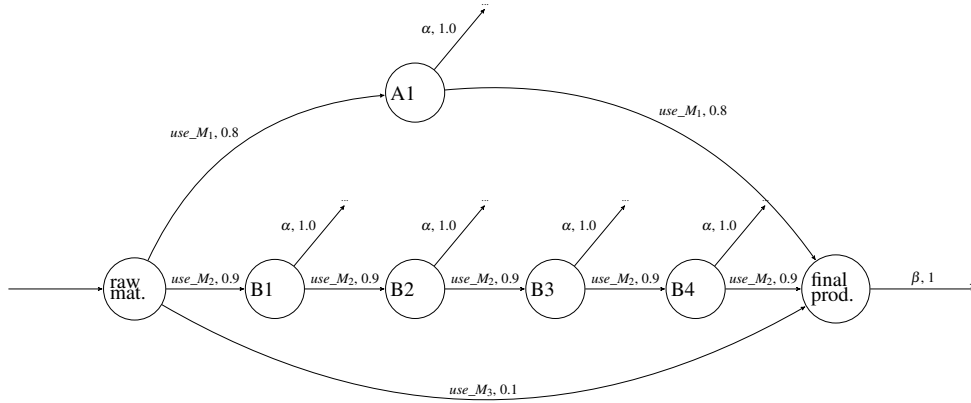 ...
α, 1.0
A1
use_M₁, 0.8
use_M₁, 0.8
... ... ... ...
α, 1.0 α, 1.0 α, 1.0 α, 1.0
raw
mat.
use_M₂, 0.9 B1 use_M₂, 0.9 B2 use_M₂, 0.9 B3 use_M₂, 0.9 B4 use_M₂, 0.9
final
prod.
β, 1
use_M₃, 0.1